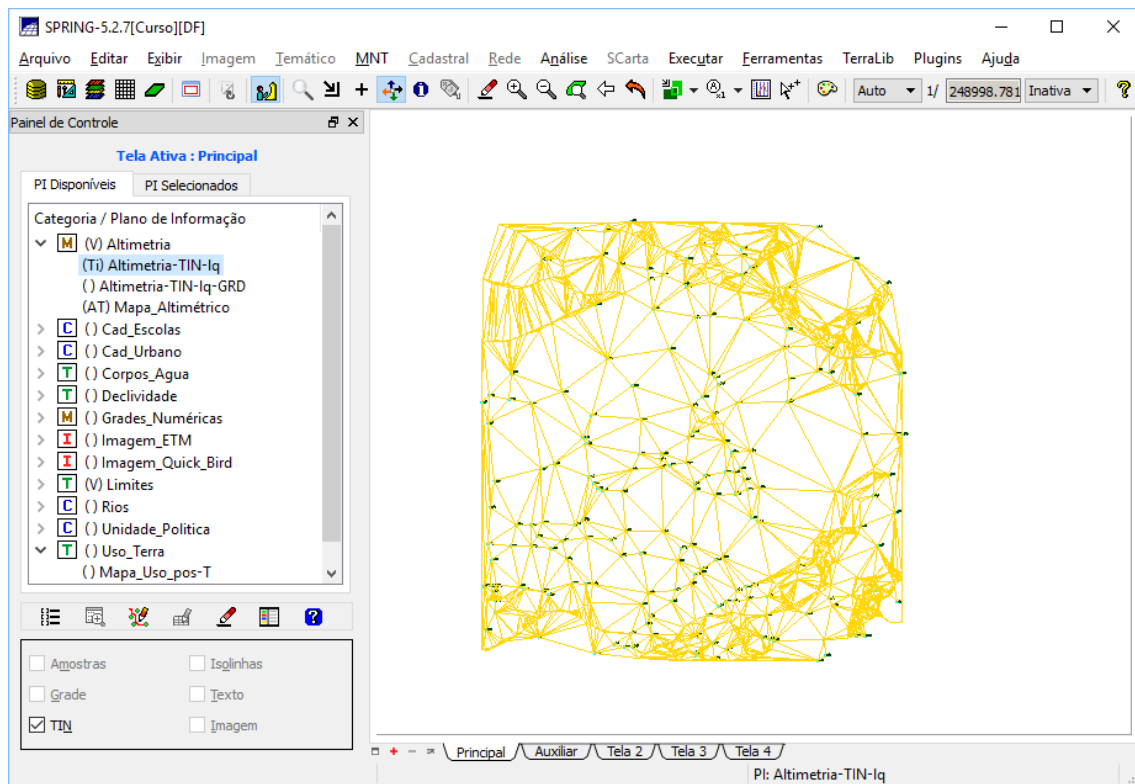 SPRING-5.2.7[Curso][DF]
Arquivo Editar Exibir Imagem Temático MNT Cadastral Rede Análise SCarta Executar Ferramentas TerraLib Plugins Ajuda
Auto 1/ 248998.781 Inativa
Painel de Controle
Tela Ativa : Principal
PI Disponíveis PI Selecionados
Categoria / Plano de Informação
M (V) Altimetria
(Ti) Altimetria-TIN-lq
( ) Altimetria-TIN-lq-GRD
(AT) Mapa_Altimétrico
C ( ) Cad_Escolas
C ( ) Cad_Urbano
T ( ) Corpos_Agua
T ( ) Declividade
M ( ) Grades_Numéricas
I ( ) Imagem_ETM
I ( ) Imagem_Quick_Bird
T (V) Limites
C ( ) Rios
C ( ) Unidade_Politica
T ( ) Uso_Terra
( ) Mapa_Uso_pos-T
Amostras Isolinhas
Grade Texto
TIN Imagem
Principal Auxiliar Tela 2 Tela 3 Tela 4
PI: Altimetria-TIN-lq